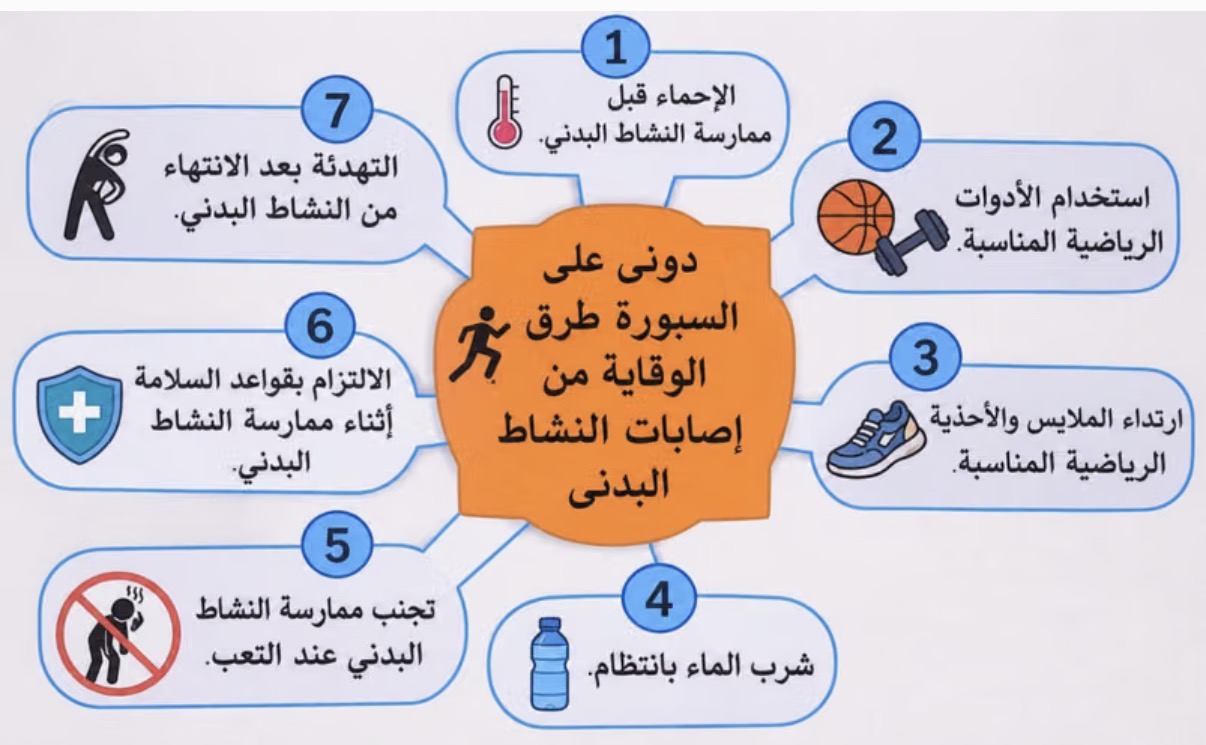 دونى على
السبورة طرق
الوقاية من
إصابات النشاط
البدنى
1
الإحماء قبل
ممارسة النشاط البدني.
2
استخدام الأدوات
الرياضية المناسبة.
3
ارتداء الملابس والأحذية
الرياضية المناسبة.
4
شرب الماء بانتظام.
5
تجنب ممارسة النشاط
البدني عند التعب.
6
الالتزام بقواعد السلامة
أثناء ممارسة النشاط
البدني.
7
التهدئة بعد الانتهاء
من النشاط البدني.